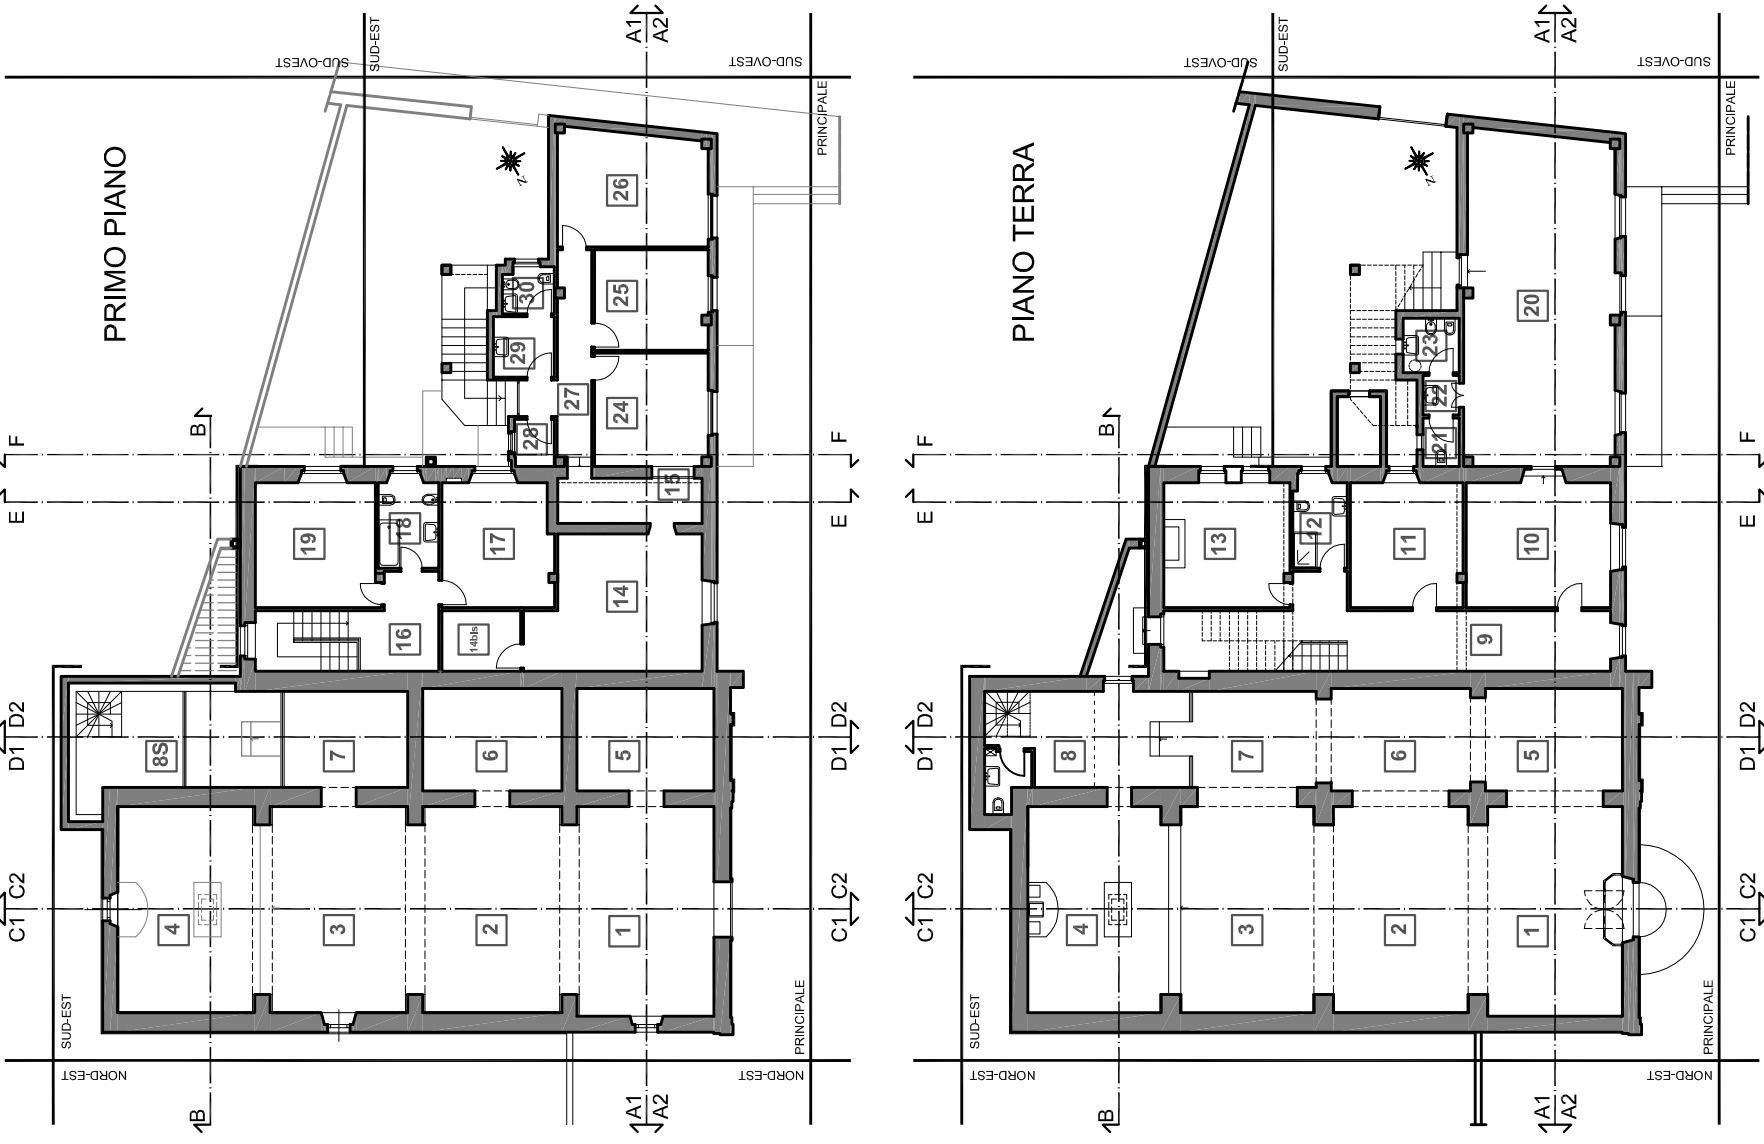 PRIMO PIANO
SUD-OVEST
SUD-EST
A1
A2
SUD-OVEST
PRINCIPALE
N
26
25
24
27
30
29
28
B
F
F
E
E
15
19
18
17
14
16
14bis
D2
D1
D2
D1
8S
7
6
5
C2
C1
C2
C1
4
3
2
1
SUD-EST
PRINCIPALE
NORD-EST
NORD-EST
B
A1
A2
PIANO TERRA
SUD-OVEST
SUD-EST
A1
A2
SUD-OVEST
PRINCIPALE
N
20
23
22
21
B
F
F
E
E
13
12
11
10
9
D2
D1
D2
D1
8
7
6
5
C2
C1
C2
C1
4
3
2
1
SUD-EST
PRINCIPALE
NORD-EST
NORD-EST
B
A1
A2